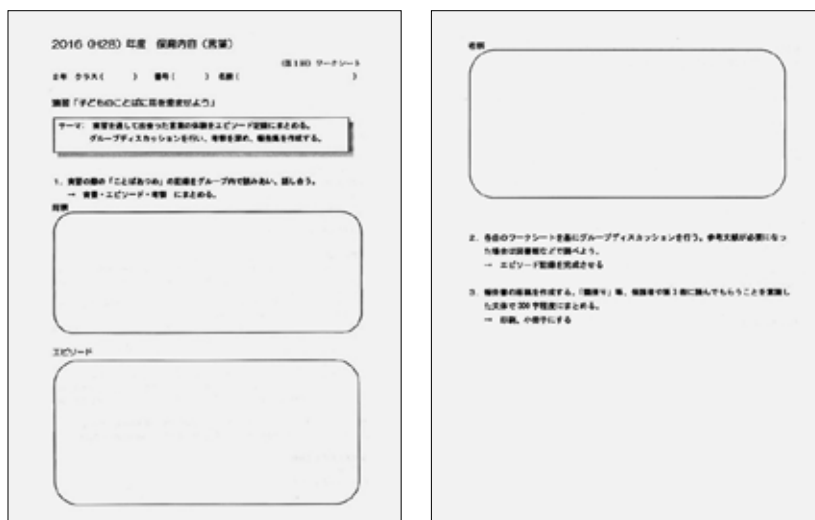 2016（H28）年度 保育内容（言葉）
（第1回）ワークシート
2年 クラス（ ） 番号（ ） 名前（ ）
演習「子どものことばに耳を澄ませよう」
テーマ： 実習を通して出会った言葉の体験をエピソード記録にまとめる。
グループディスカッションを行い、考察を深め、報告集を作成する。
1. 実習の際の「ことばあつめ」の記録をグループ内で読みあい、話し合う。
→ 背景・エピソード・考察 にまとめる。
背景
エピソード
考察
2. 各自のワークシートを基にグループディスカッションを行う。参考文献が必要になっ
た場合は図書館などで調べよう。
→ エピソード記録を完成させる
3. 報告書の原稿を作成する。 等、保護者や第3者に読んでもらうことを意識し
た文体で300字程度にまとめる。
→ 印刷、小冊子にする